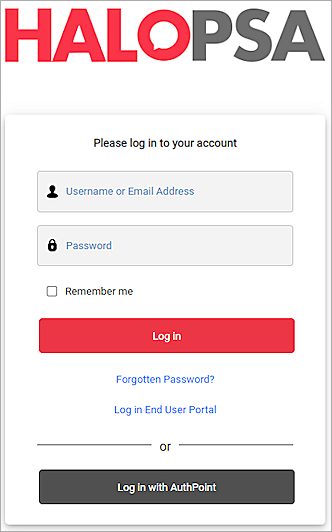 HALOPSA
Please log in to your account
Username or Email Address
Password
Remember me
Log in
Forgotten Password?
Log in End User Portal
or
Log in with AuthPoint